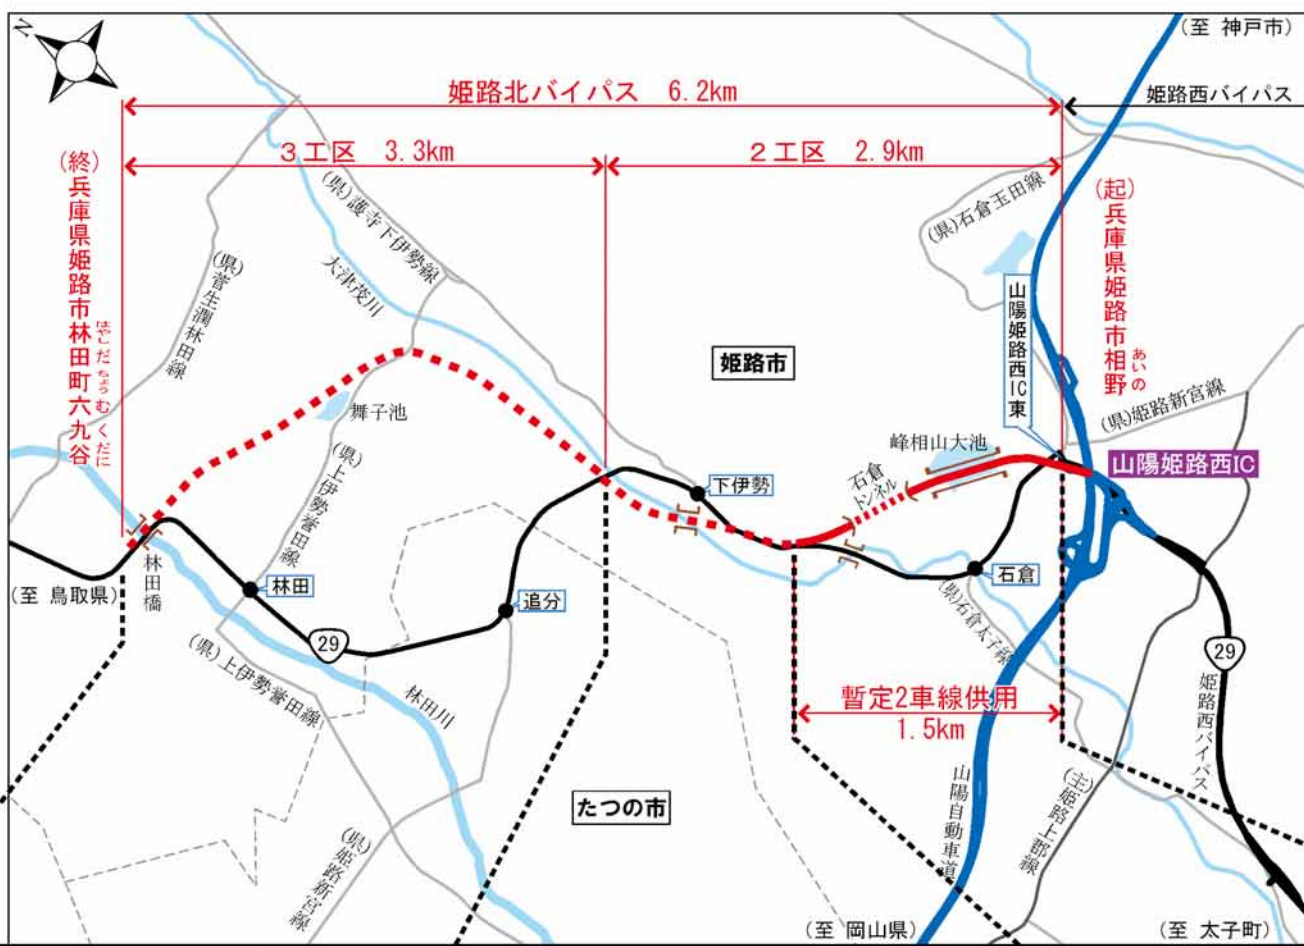 N
(至 神戸市)
姫路北バイパス 6.2km
姫路西バイパス
3工区 3.3km
2工区 2.9km
(終)兵庫県姫路市林田町六九谷
はやしだちょうむくだに
(起)兵庫県姫路市相野
あいの
(県)護寺下伊勢線
(県)石倉玉田線
(県)菅生澗林田線
大津茂川
山陽姫路西IC東
姫路市
舞子池
(県)姫路新宮線
峰相山大池
山陽姫路西IC
石倉
トンネル
(県)上伊勢誉田線
下伊勢
林田橋
(至 鳥取県)
林田
追分
石倉
(県)石倉太子線
29
29
(県)上伊勢誉田線
林田川
暫定2車線供用
1.5km
姫路西バイパス
山陽自動車道
(主)姫路上郡線
たつの市
(県)姫路新宮線
(至 岡山県)
(至 太子町)